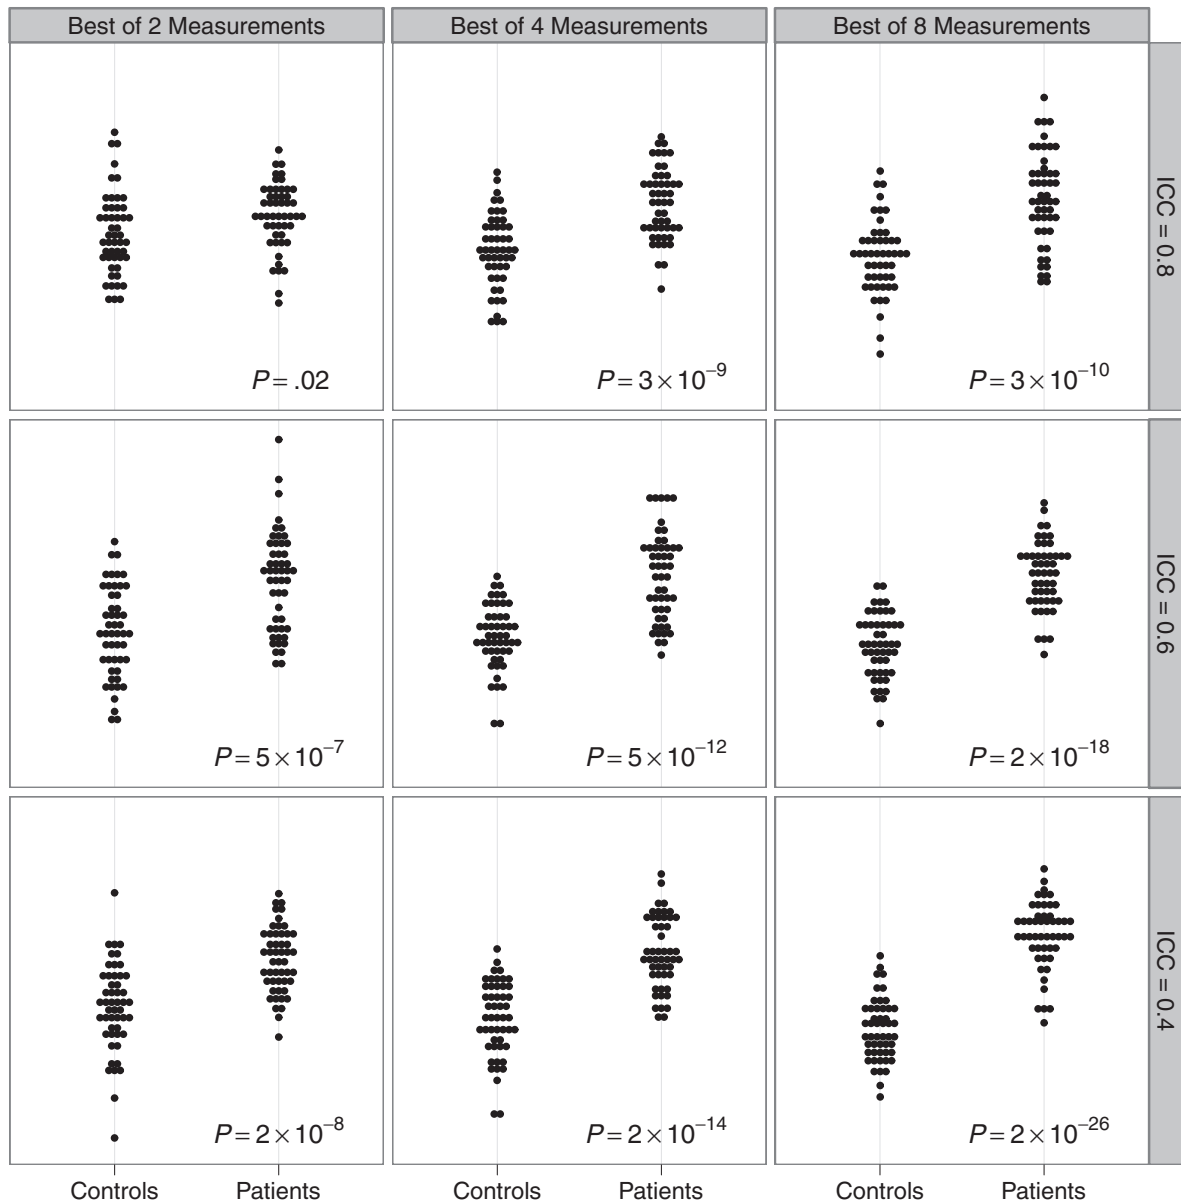 Best of 2 Measurements
Best of 4 Measurements
Best of 8 Measurements
P = .02
P = 3 × 10⁻⁹
P = 3 × 10⁻¹⁰
ICC = 0.8
P = 5 × 10⁻⁷
P = 5 × 10⁻¹²
P = 2 × 10⁻¹⁸
ICC = 0.6
P = 2 × 10⁻⁸
P = 2 × 10⁻¹⁴
P = 2 × 10⁻²⁶
ICC = 0.4
Controls
Patients
Controls
Patients
Controls
Patients